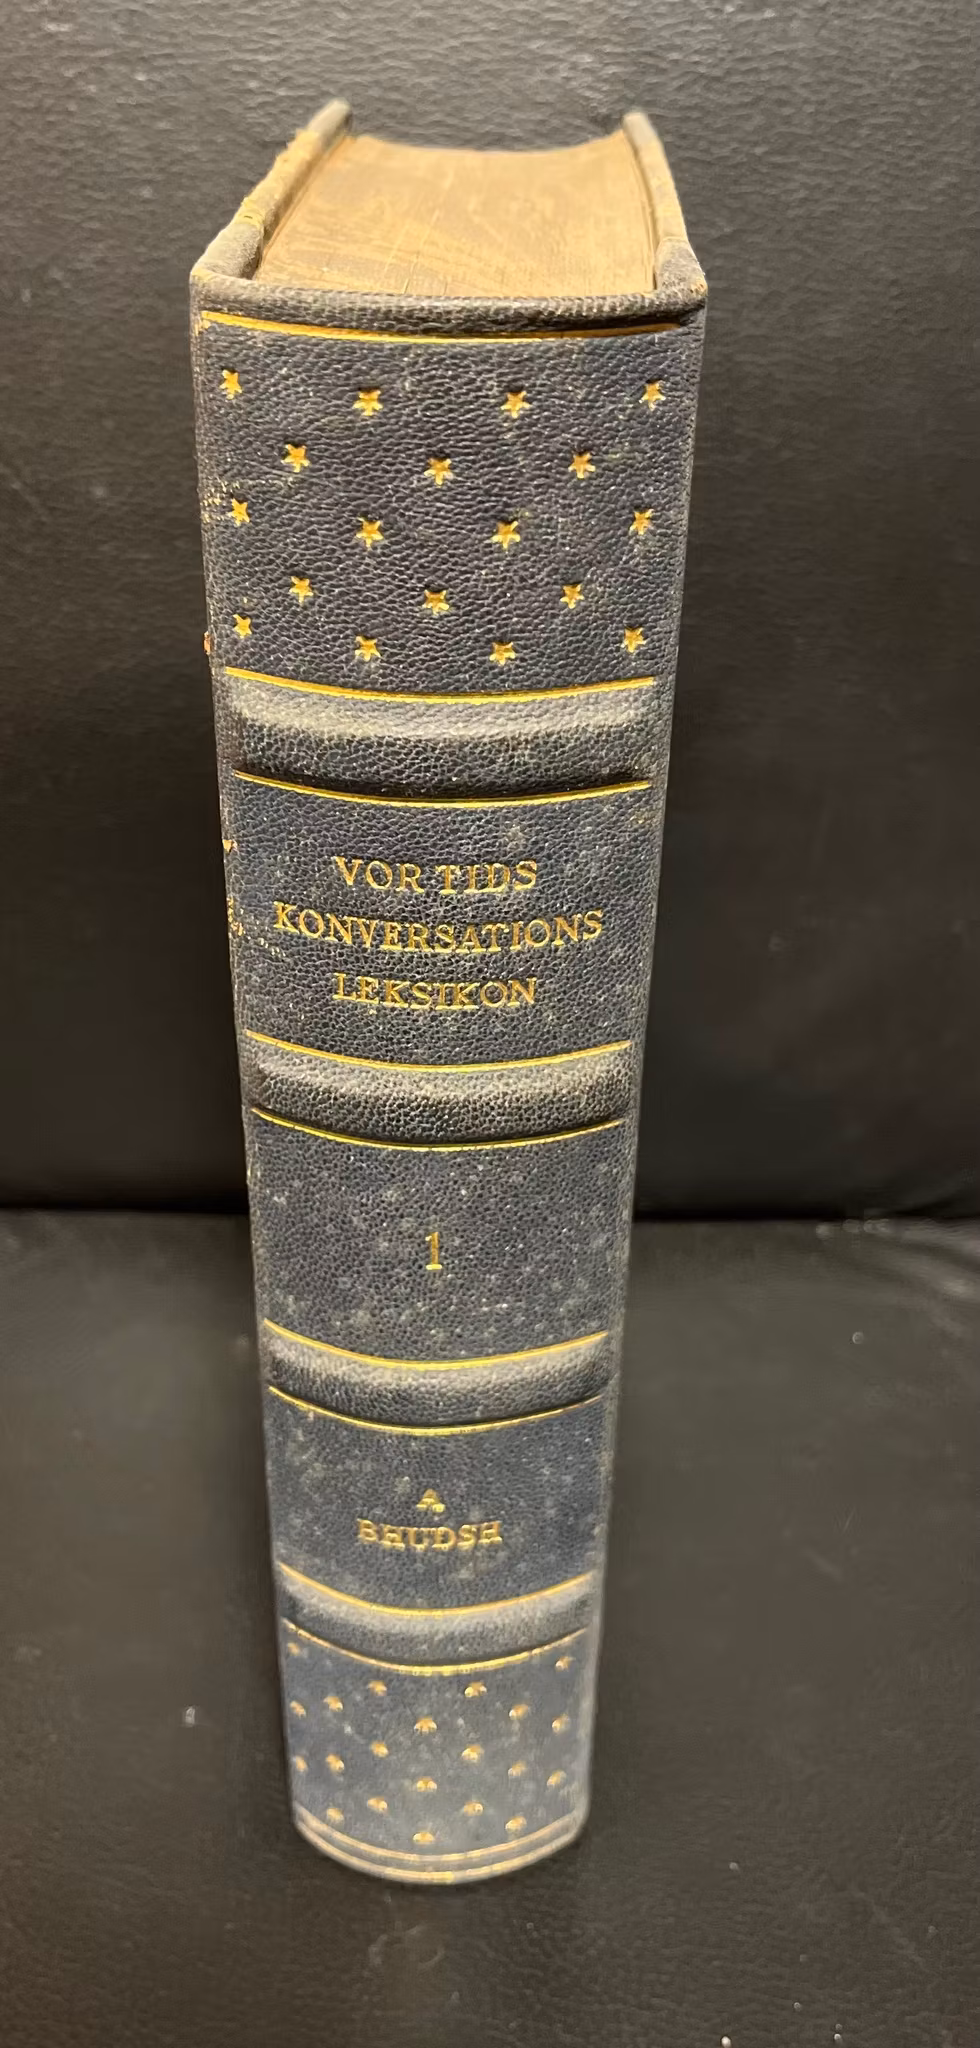 VOR TIDS
KONVERSATIONS
LEKSIKON
1
A
BHUDSH